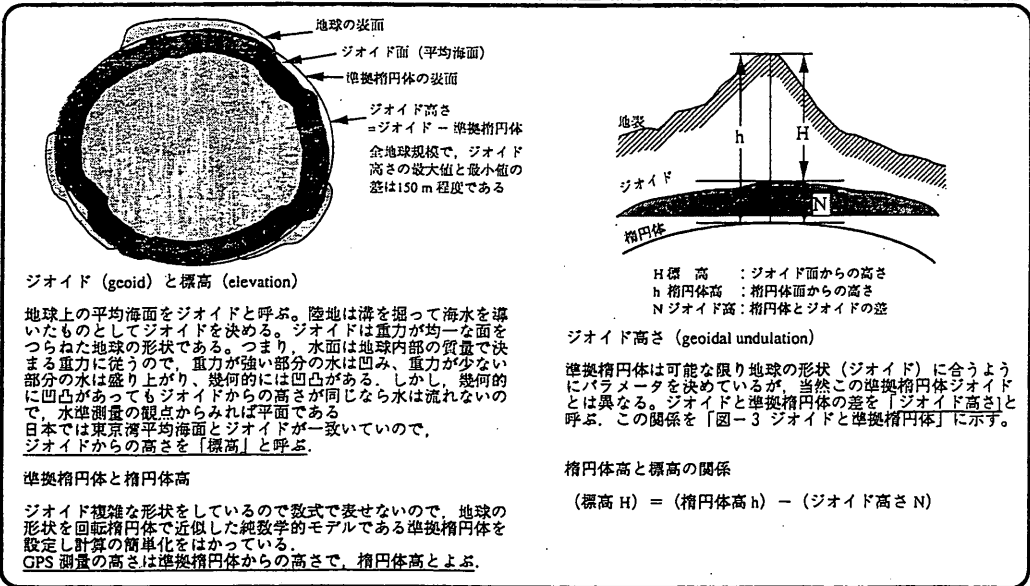 地球の表面
ジオイド面（平均海面）
準拠楕円体の表面
ジオイド高さ
=ジオイド − 準拠楕円体
全地球規模で，ジオイド
高さの最大値と最小値の
差は150 m 程度である
ジオイド（geoid）と標高（elevation）
地球上の平均海面をジオイドと呼ぶ。陸地は溝を掘って海水を導
いたものとしてジオイドを決める。ジオイドは重力が均一な面を
つらねた地球の形状である。つまり，水面は地球内部の質量で決
まる重力に従うので，重力が強い部分の水は凹み、重力が少ない
部分の水は盛り上がり、幾何的には凹凸がある．しかし，幾何的
に凹凸があってもジオイドからの高さが同じなら水は流れないの
で，水準測量の観点からみれば平面である
日本では東京湾平均海面とジオイドが一致いていので，
ジオイドからの高さを「標高」と呼ぶ．
準拠楕円体と楕円体高
ジオイド複雑な形状をしているので数式で表せないので，地球の
形状を回転楕円体で近似した純数学的モデルである準拠楕円体を
設定し計算の簡単化をはかっている．
GPS 測量の高さは準拠楕円体からの高さで，楕円体高とよぶ．
地表
h
H
ジオイド
N
楕円体
H 標 高 ：ジオイド面からの高さ
h 楕円体高 ：楕円体面からの高さ
N ジオイド高：楕円体とジオイドの差
ジオイド高さ（geoidal undulation）
準拠楕円体は可能な限り地球の形状（ジオイド）に合うよう
にパラメータを決めているが，当然この準拠楕円体ジオイド
とは異なる。ジオイドと準拠楕円体の差を「ジオイド高さ」と
呼ぶ．この関係を「図－3 ジオイドと準拠楕円体」に示す。
楕円体高と標高の関係
（標高 H）＝（楕円体高 h）－（ジオイド高さ N）